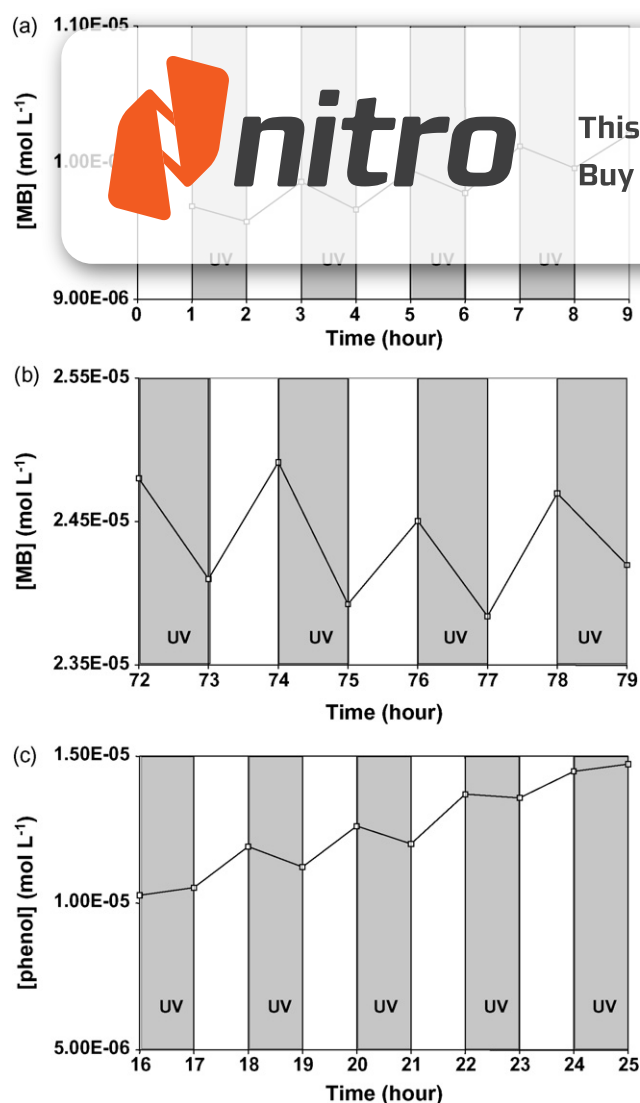 (a)
1.10E-05
nitro
This
Buy
[MB] (mol L-1)
1.00E-0
UV UV UV UV
9.00E-06
0 1 2 3 4 5 6 7 8 9
Time (hour)
(b)
2.55E-05
[MB] (mol L-1)
2.45E-05
UV UV UV UV
2.35E-05
72 73 74 75 76 77 78 79
Time (hour)
(c)
1.50E-05
[phenol] (mol L-1)
1.00E-05
UV UV UV UV UV
5.00E-06
16 17 18 19 20 21 22 23 24 25
Time (hour)